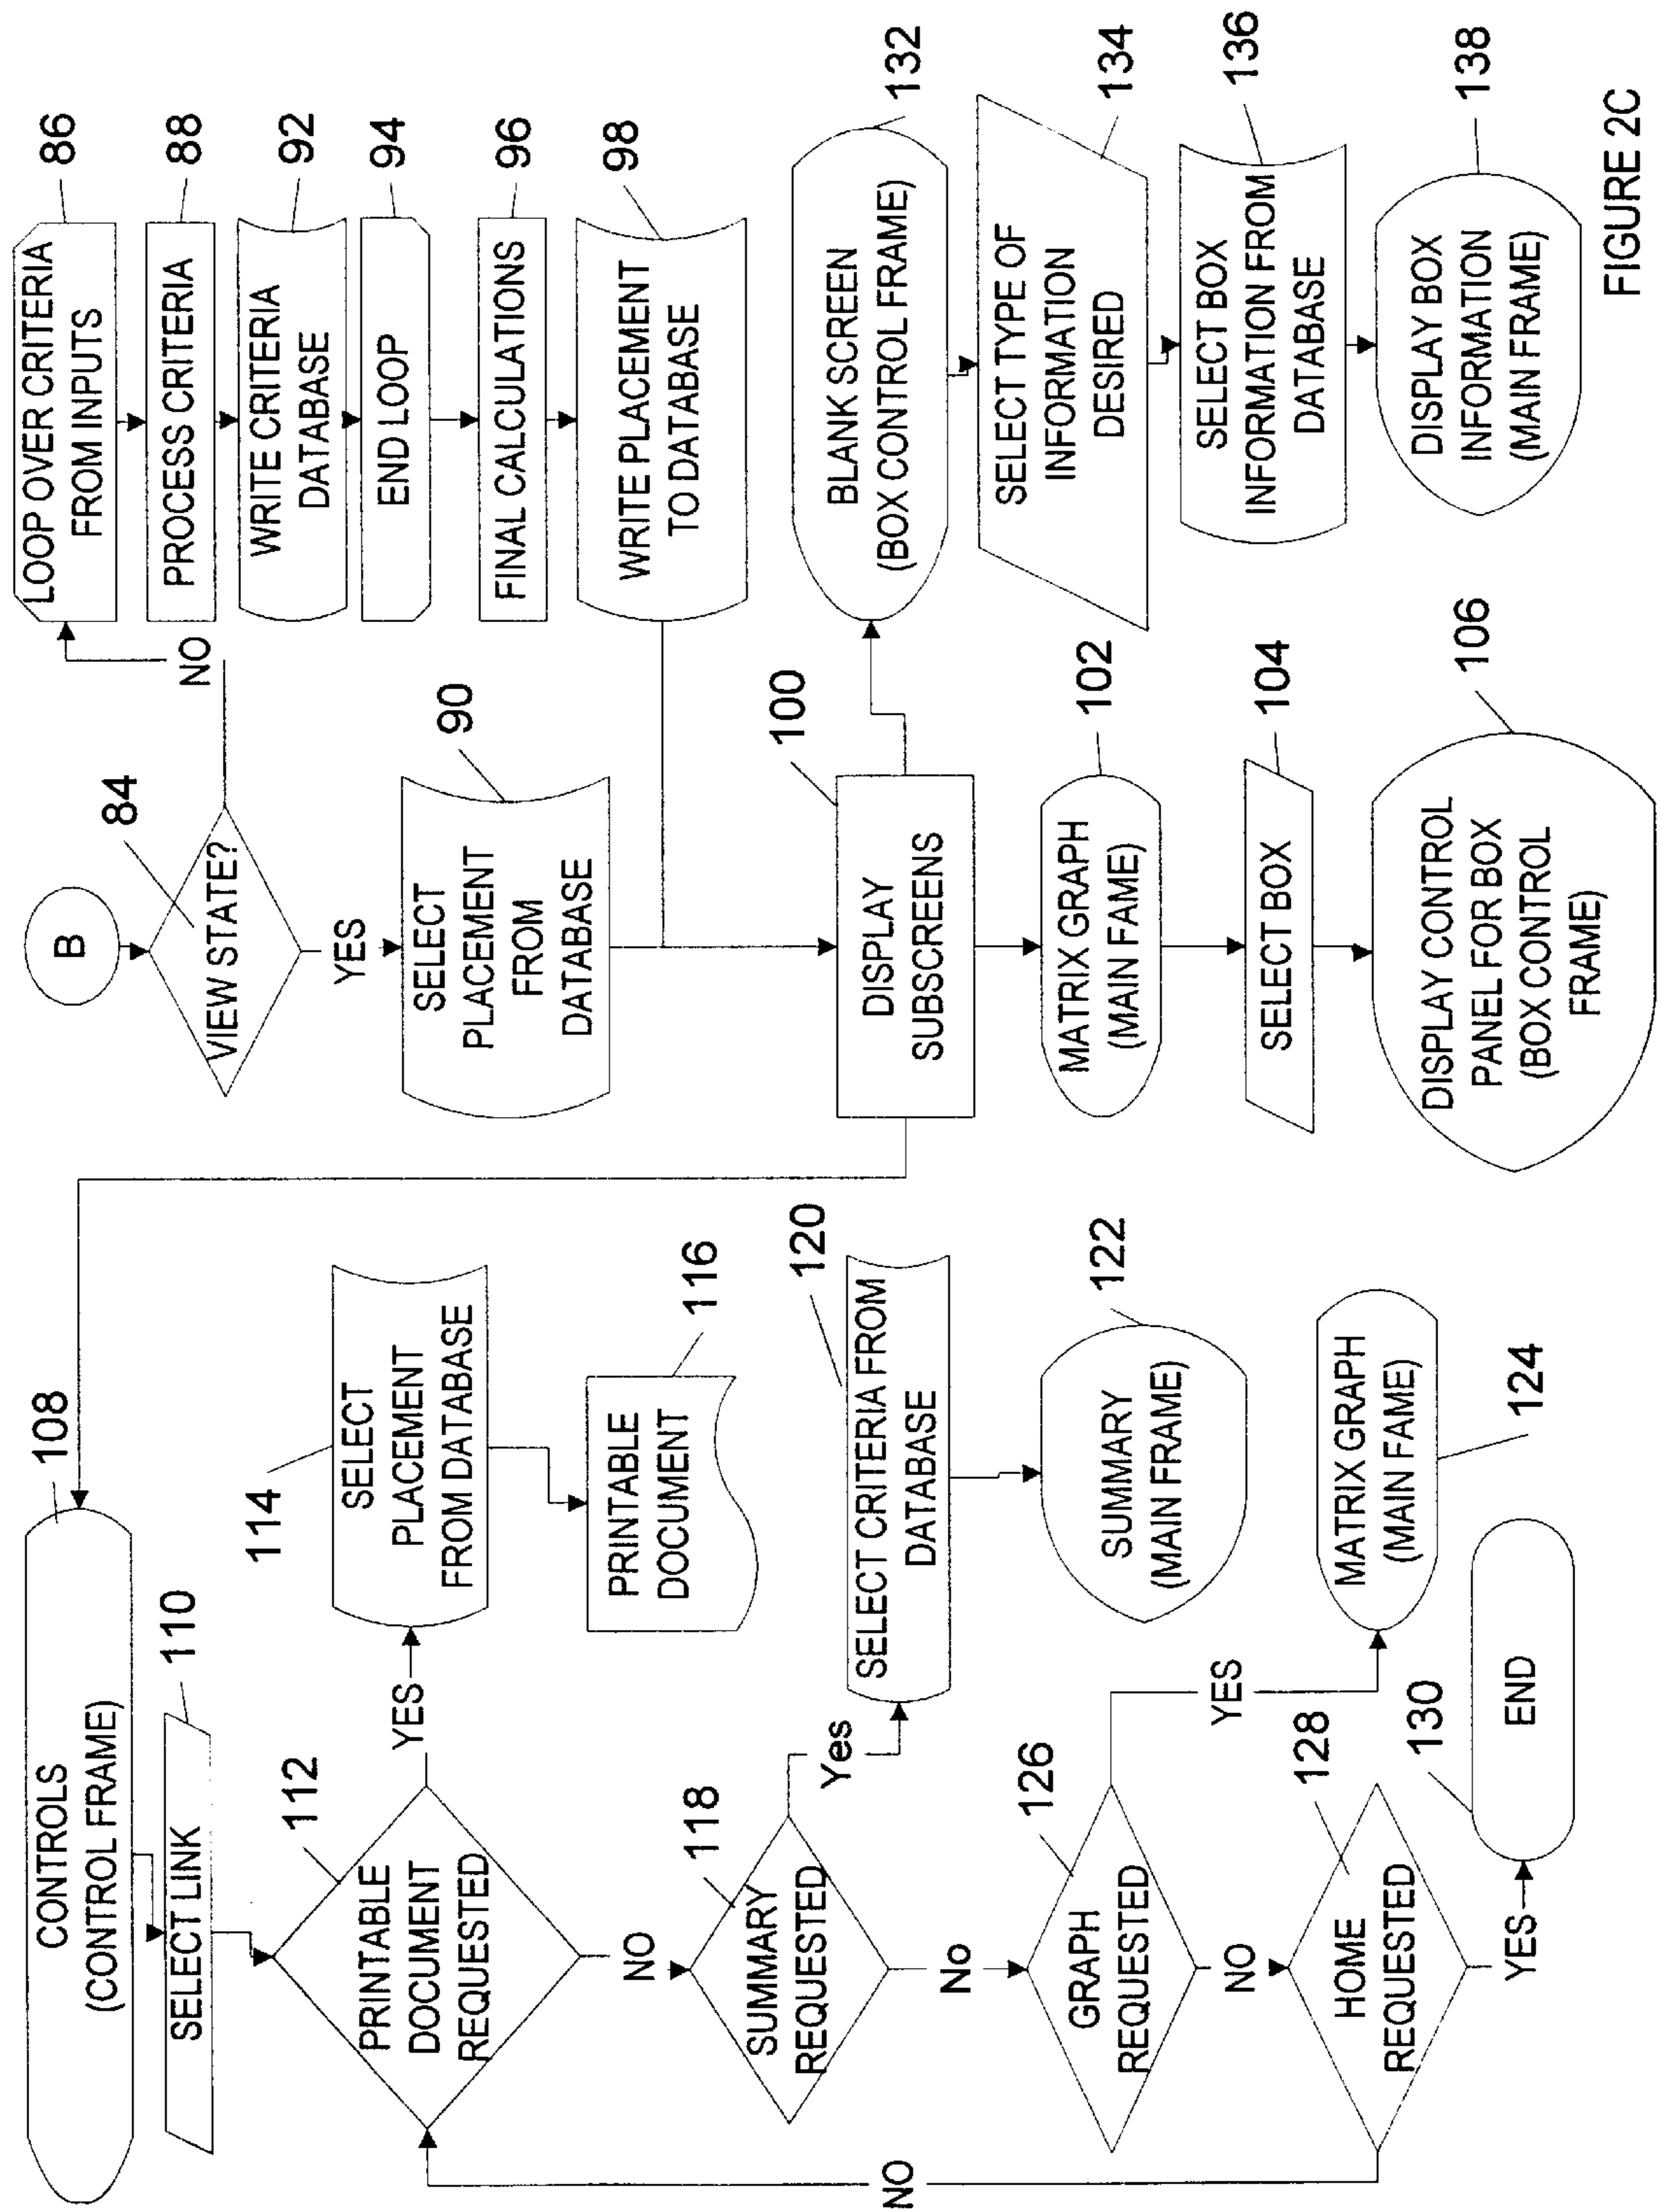 B
84
VIEW STATE?
NO
YES
LOOP OVER CRITERIA
FROM INPUTS
86
PROCESS CRITERIA
88
WRITE CRITERIA
DATABASE
92
END LOOP
94
FINAL CALCULATIONS
96
WRITE PLACEMENT
TO DATABASE
98
90
SELECT
PLACEMENT
FROM
DATABASE
100
DISPLAY
SUBSCREENS
MATRIX GRAPH
(MAIN FAME)
102
SELECT BOX
104
DISPLAY CONTROL
PANEL FOR BOX
(BOX CONTROL
FRAME)
106
BLANK SCREEN
(BOX CONTROL FRAME)
132
SELECT TYPE OF
INFORMATION
DESIRED
134
SELECT BOX
INFORMATION FROM
DATABASE
136
DISPLAY BOX
INFORMATION
(MAIN FRAME)
138
CONTROLS
(CONTROL FRAME)
108
SELECT LINK
110
PRINTABLE
DOCUMENT
REQUESTED
112
YES
114
SELECT
PLACEMENT
FROM DATABASE
PRINTABLE
DOCUMENT
116
NO
SUMMARY
REQUESTED
118
Yes
SELECT CRITERIA FROM
DATABASE
120
SUMMARY
(MAIN FRAME)
122
No
GRAPH
REQUESTED
126
YES
MATRIX GRAPH
(MAIN FAME)
124
NO
HOME
REQUESTED
128
YES
END
130
NO
FIGURE 2C